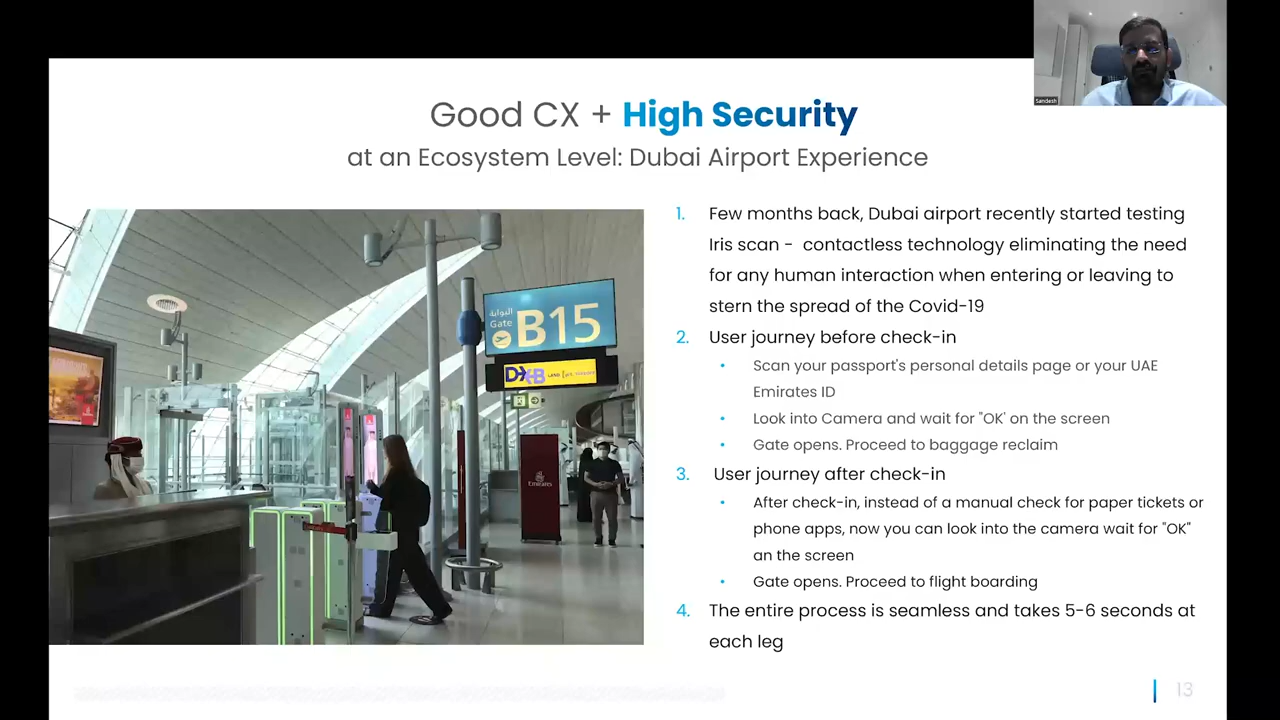 Sandesh
Good CX + High Security
at an Ecosystem Level: Dubai Airport Experience
البوابة
Gate
B15
DXB
Emirates
1. Few months back, Dubai airport recently started testing
Iris scan - contactless technology eliminating the need
for any human interaction when entering or leaving to
stern the spread of the Covid-19
2. User journey before check-in
• Scan your passport's personal details page or your UAE
Emirates ID
• Look into Camera and wait for "OK' on the screen
• Gate opens. Proceed to baggage reclaim
3. User journey after check-in
• After check-in, instead of a manual check for paper tickets or
phone apps, now you can look into the camera wait for "OK"
an the screen
• Gate opens. Proceed to flight boarding
4. The entire process is seamless and takes 5-6 seconds at
each leg
13